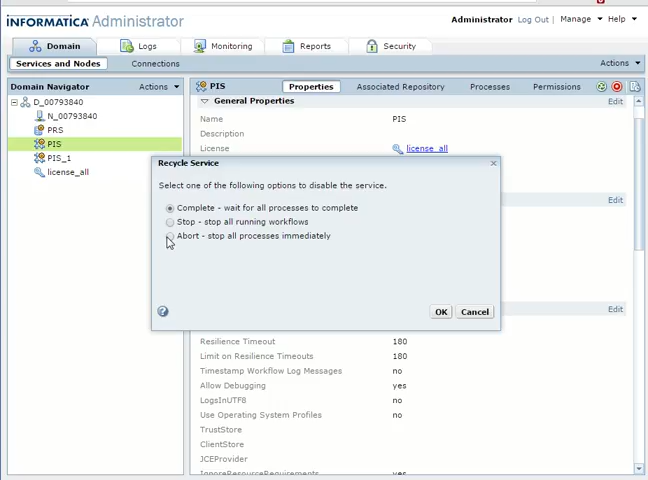 INFORMATICA Administrator
Administrator Log Out Manage Help
Domain Logs Monitoring Reports Security
Services and Nodes Connections Actions
Domain Navigator Actions
PIS Properties Associated Repository Processes Permissions
D_00793840
N_00793840
PRS
PIS
PIS_1
license_all
General Properties Edit
Name PIS
Description
License license_all
Recycle Service
Select one of the following options to disable the service.
Complete - wait for all processes to complete
Stop - stop all running workflows
Abort - stop all processes immediately
OK Cancel
Edit
Edit
Resilience Timeout 180
Limit on Resilience Timeouts 180
Timestamp Workflow Log Messages no
Allow Debugging yes
LogsInUTF8 no
Use Operating System Profiles no
TrustStore
ClientStore
JCEProvider
IgnoreResourceRequirements yes